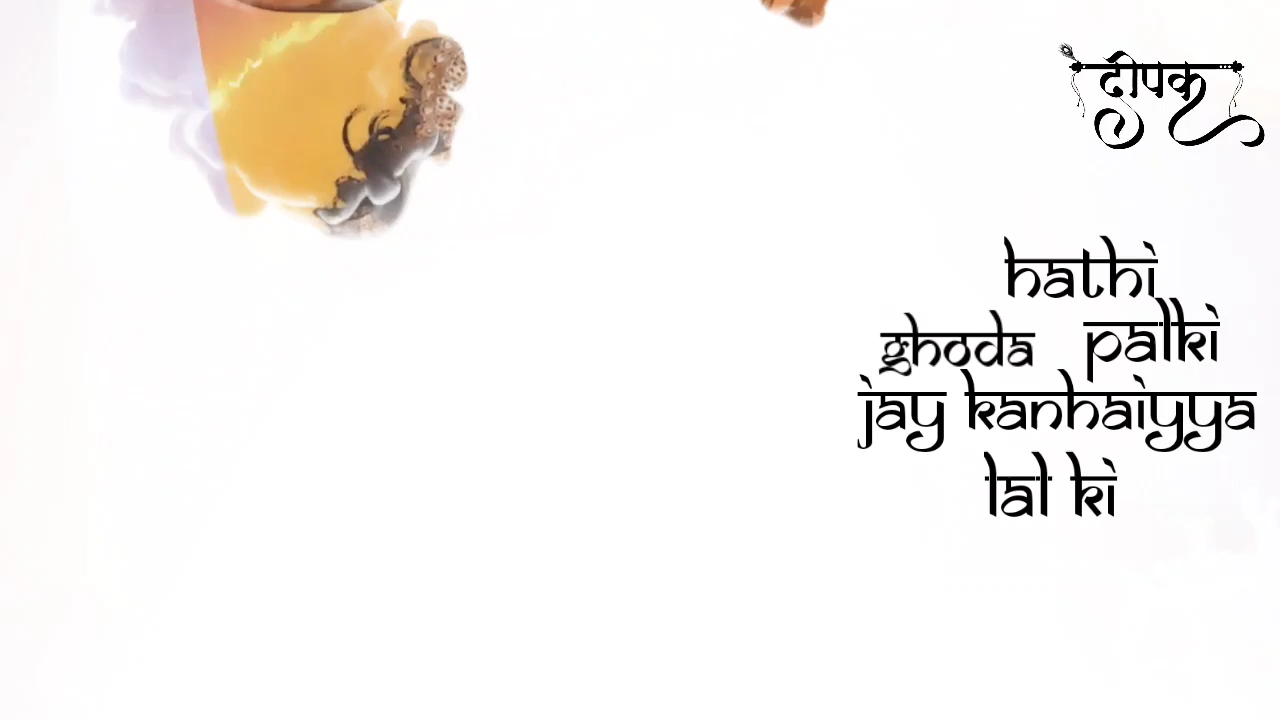 दीपक
hathi
ghoda palki
jay kanhaiyya
lal ki